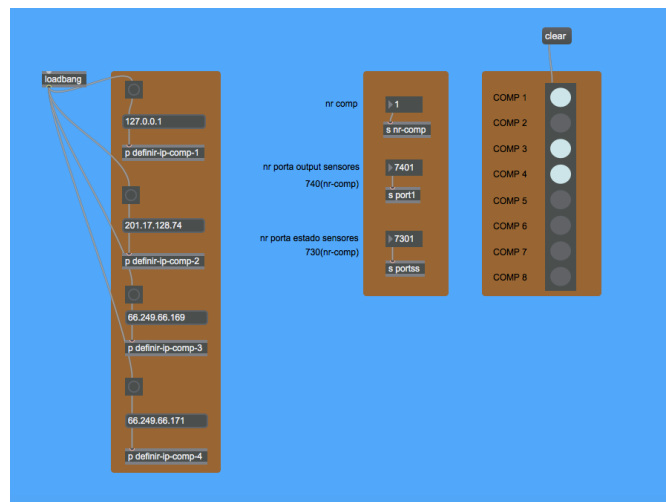 clear
loadbang
127.0.0.1
p definir-ip-comp-1
201.17.128.74
p definir-ip-comp-2
66.249.66.169
p definir-ip-comp-3
66.249.66.171
p definir-ip-comp-4
nr comp
1
s nr-comp
nr porta output sensores
7401
740(nr-comp)
s port1
nr porta estado sensores
7301
730(nr-comp)
s portss
COMP 1
COMP 2
COMP 3
COMP 4
COMP 5
COMP 6
COMP 7
COMP 8